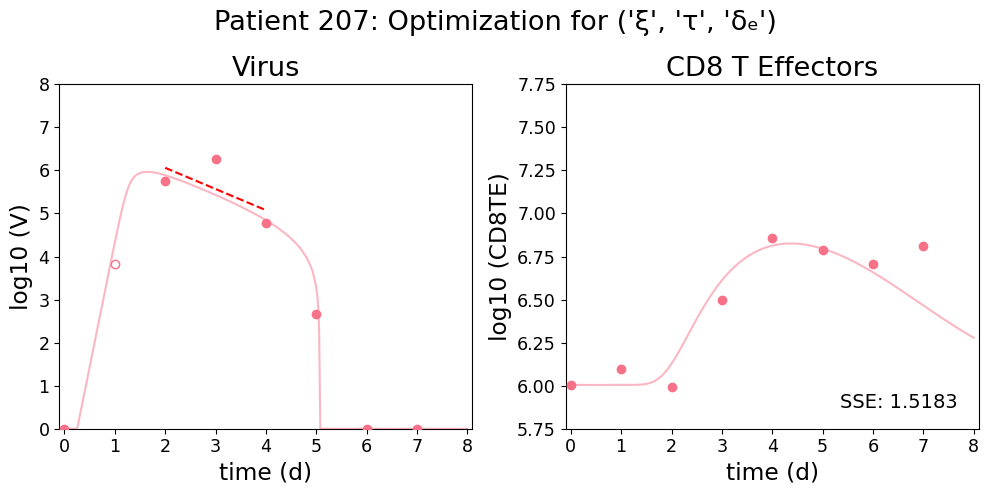 Patient 207: Optimization for ('ξ', 'τ', 'δₑ')
Virus
8
7
6
5
4
3
2
1
0
log10 (V)
0 1 2 3 4 5 6 7 8
time (d)
CD8 T Effectors
7.75
7.50
7.25
7.00
6.75
6.50
6.25
6.00
5.75
log10 (CD8TE)
SSE: 1.5183
0 1 2 3 4 5 6 7 8
time (d)